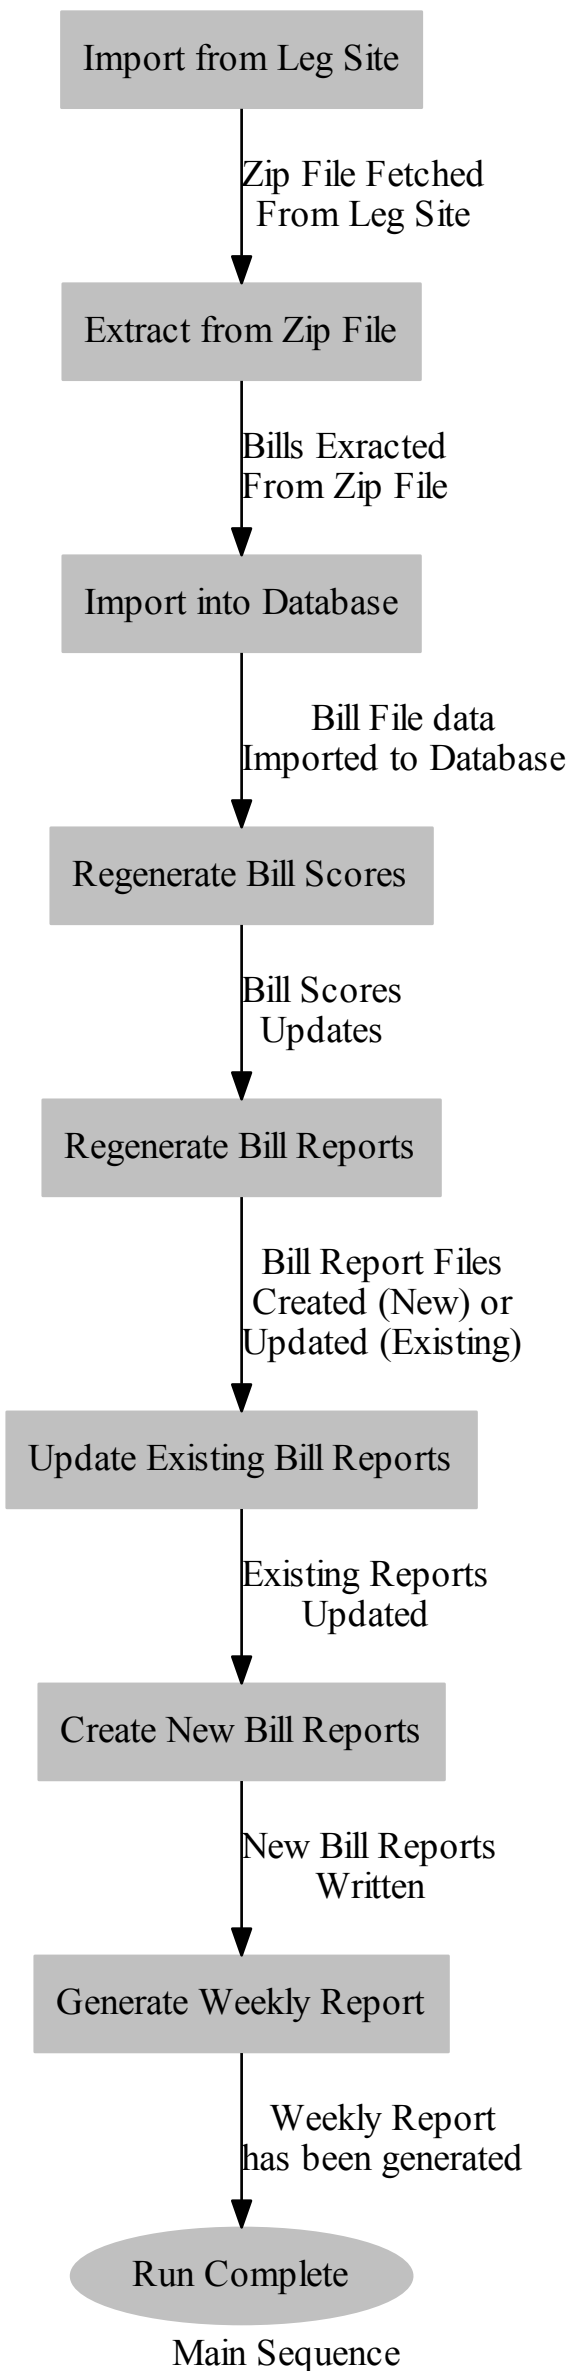 Import from Leg Site
Zip File Fetched
From Leg Site
Extract from Zip File
Bills Exracted
From Zip File
Import into Database
Bill File data
Imported to Database
Regenerate Bill Scores
Bill Scores
Updates
Regenerate Bill Reports
Bill Report Files
Created (New) or
Updated (Existing)
Update Existing Bill Reports
Existing Reports
Updated
Create New Bill Reports
New Bill Reports
Written
Generate Weekly Report
Weekly Report
has been generated
Run Complete
Main Sequence